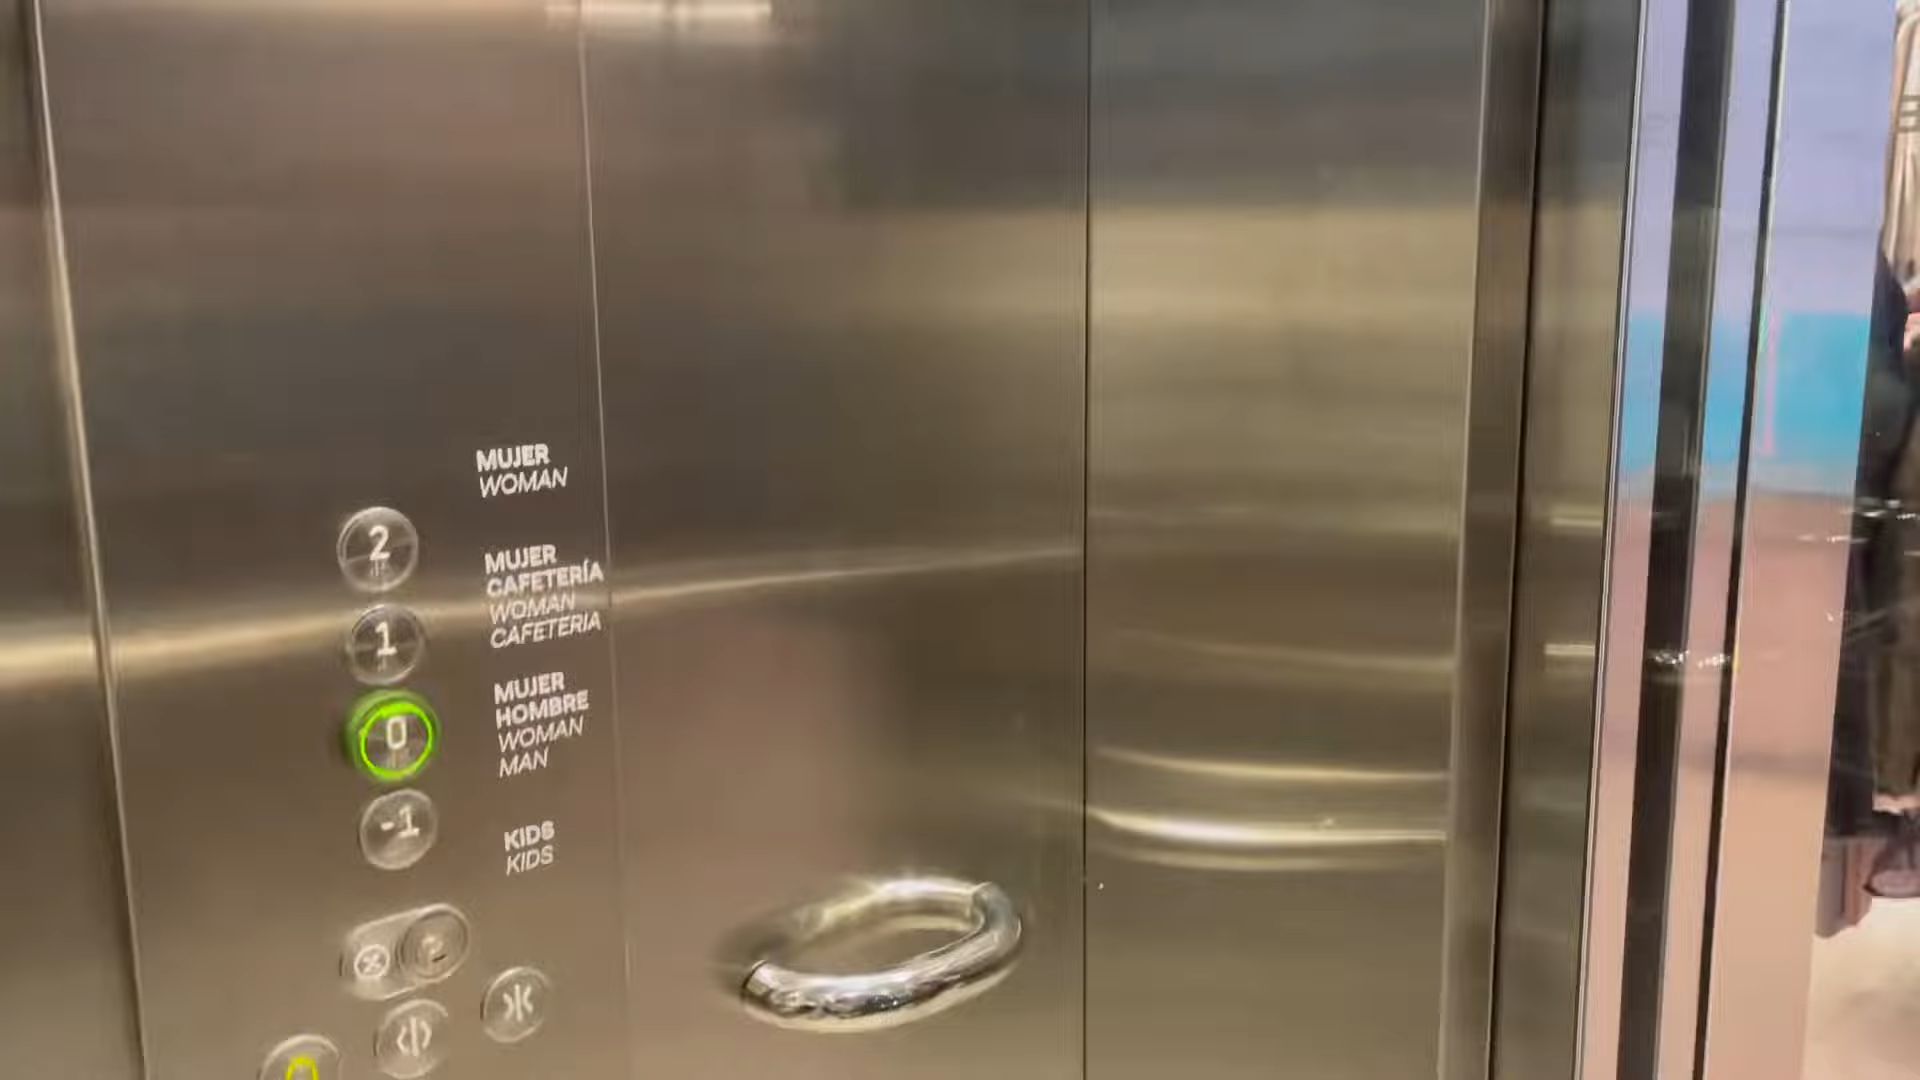 MUJER
WOMAN
2
MUJER
CAFETERÍA
WOMAN
CAFETERIA
1
MUJER
HOMBRE
WOMAN
MAN
0
KIDS
KIDS
-1